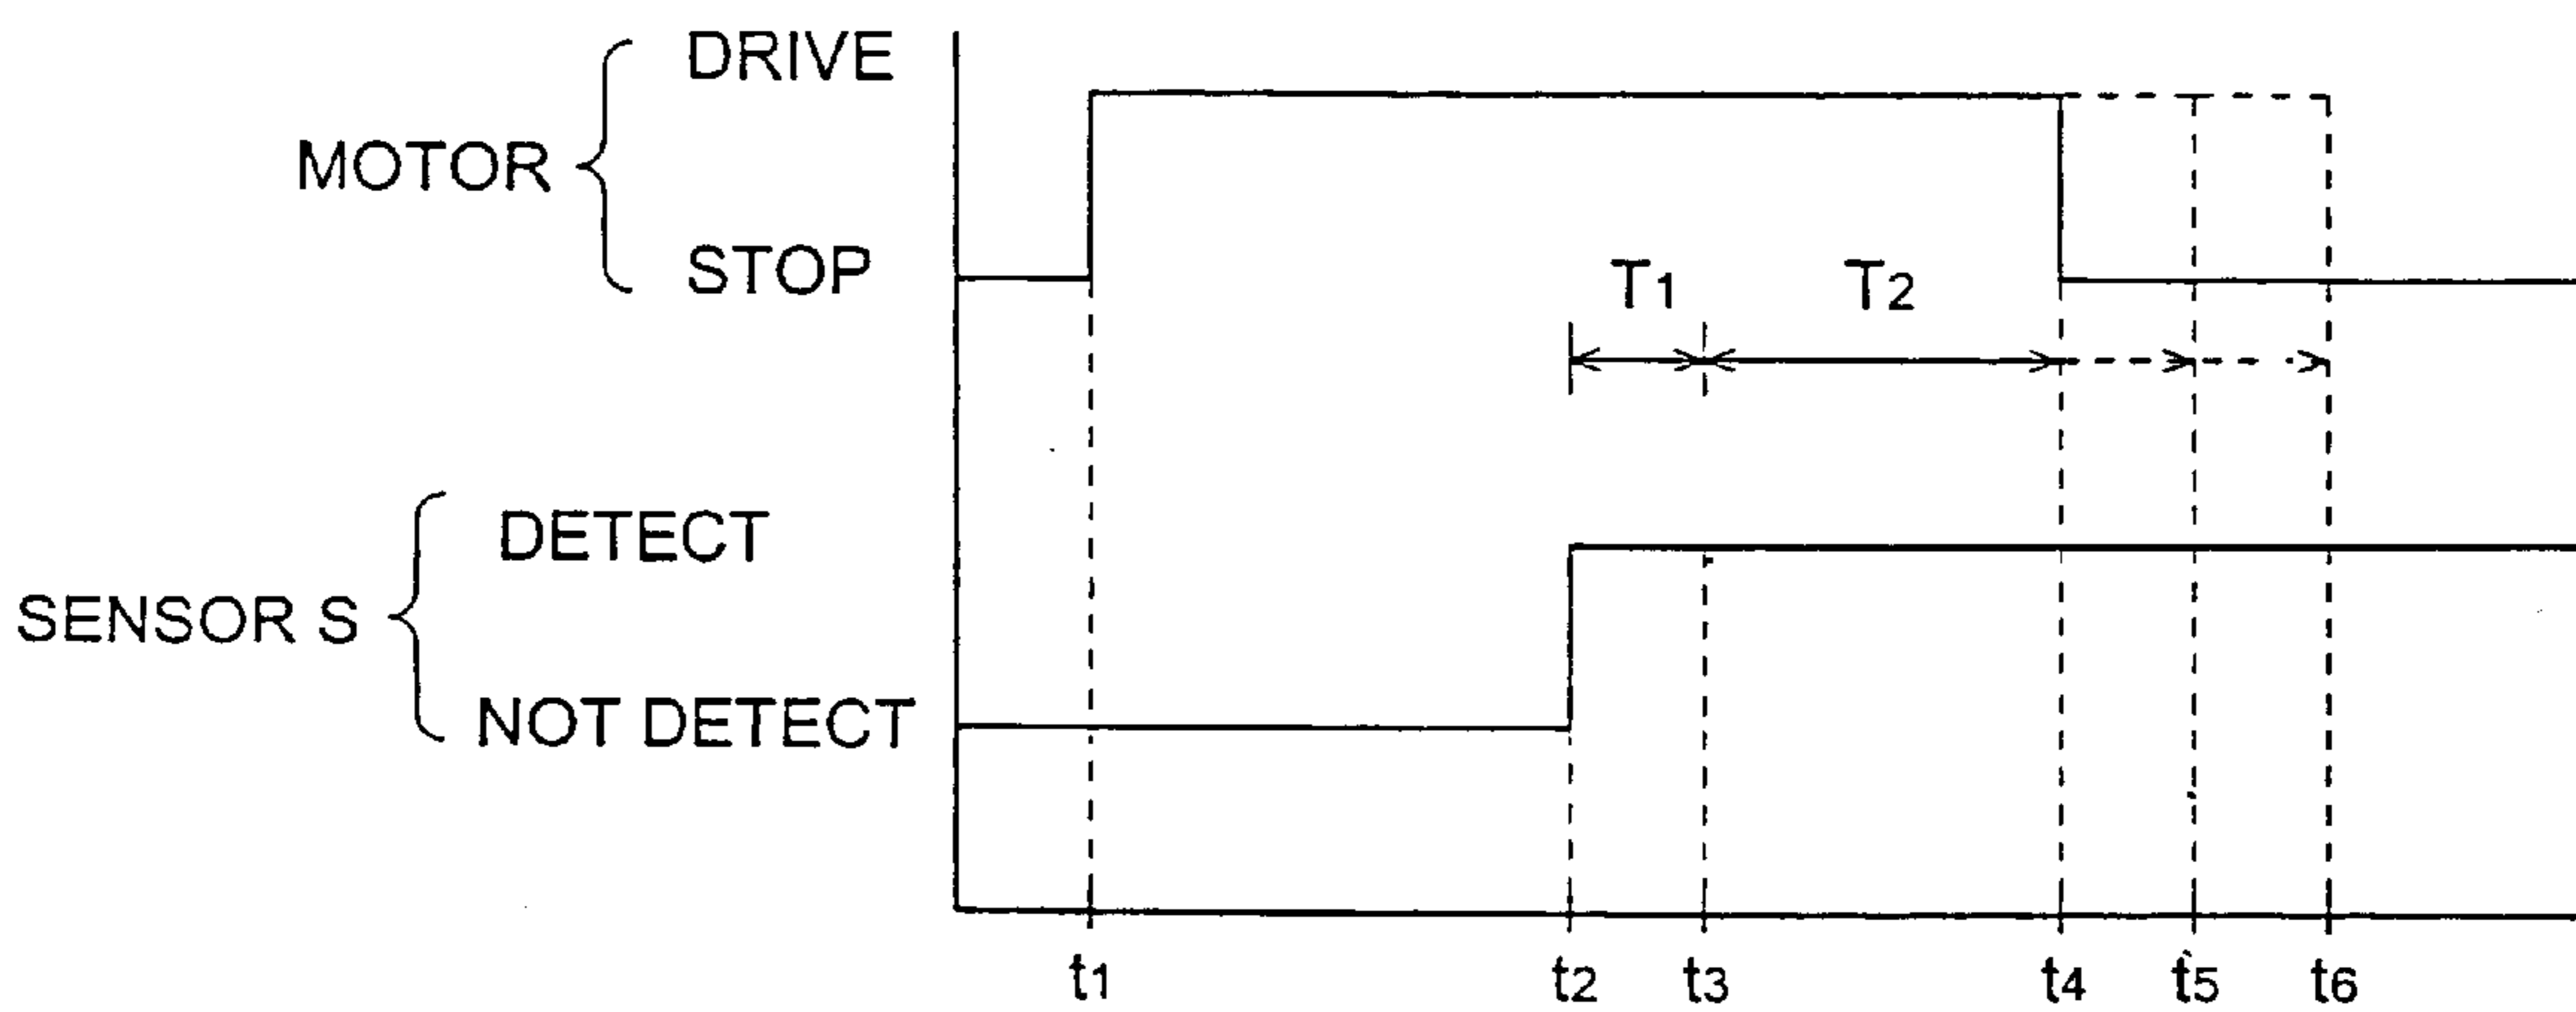 DRIVE
MOTOR
STOP
T1 T2
DETECT
SENSOR S
NOT DETECT
t1 t2 t3 t4 t5 t6